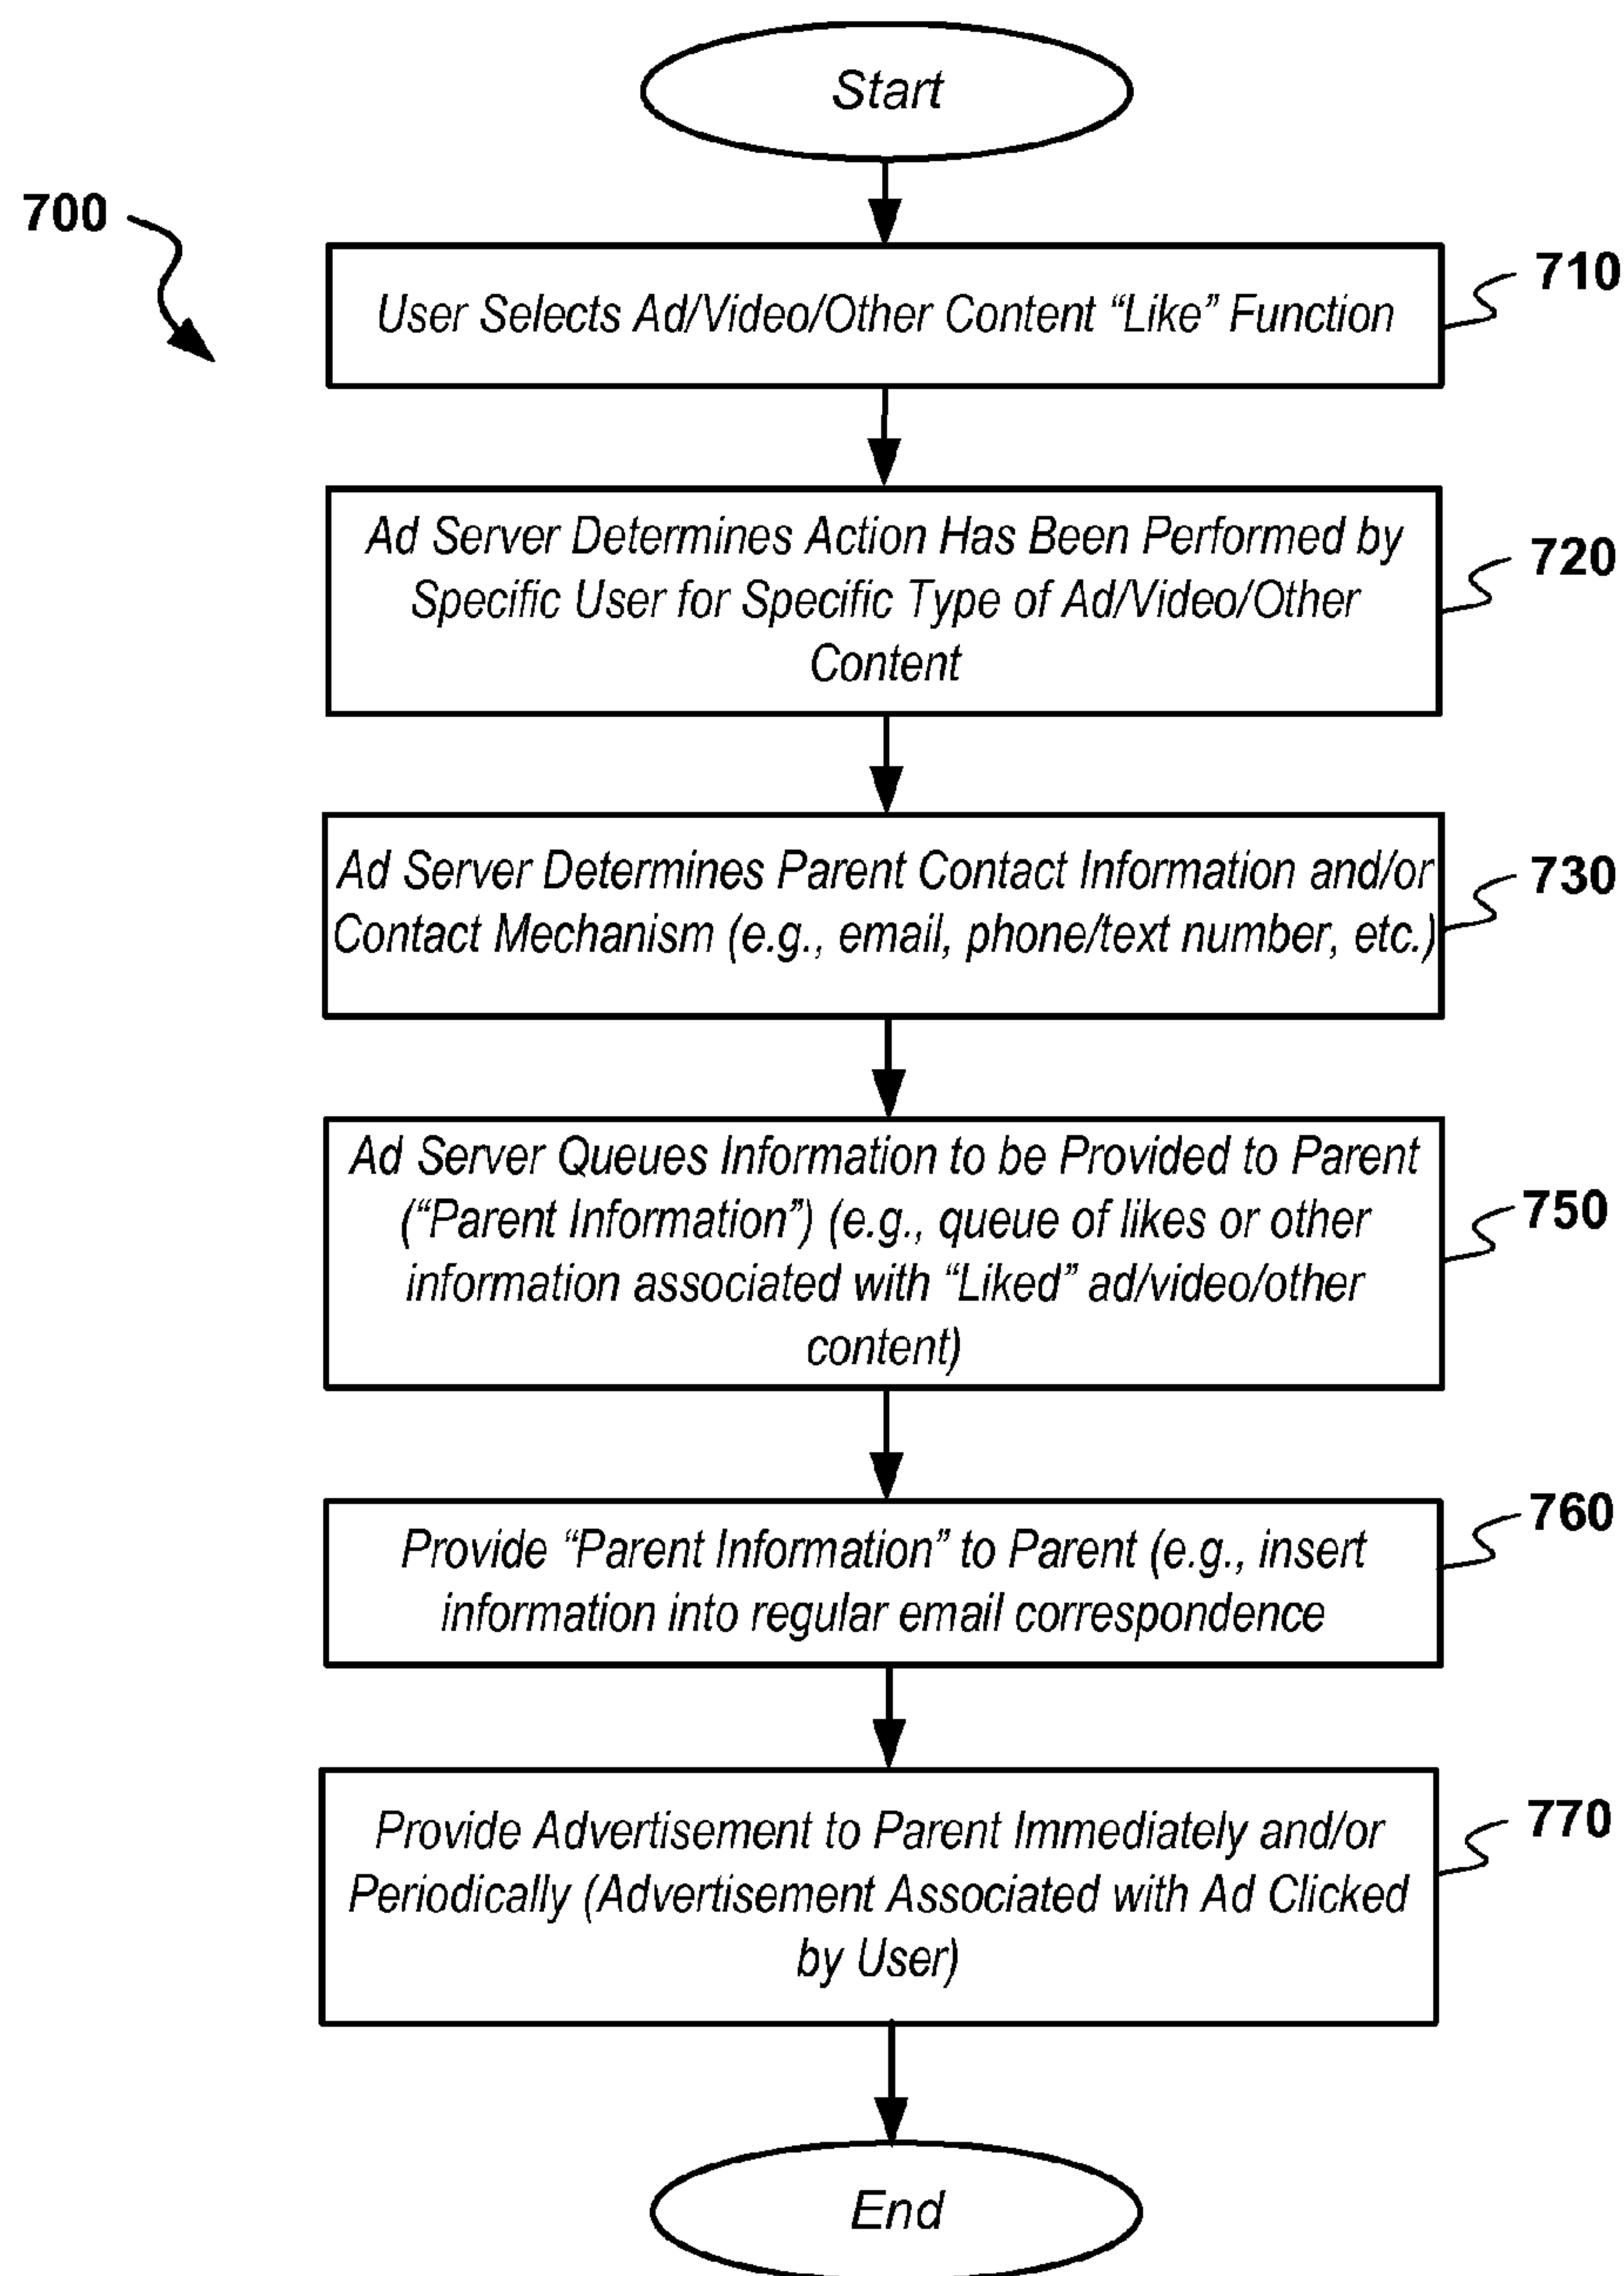 Start
700
User Selects Ad/Video/Other Content “Like” Function
710
Ad Server Determines Action Has Been Performed by
Specific User for Specific Type of Ad/Video/Other
Content
720
Ad Server Determines Parent Contact Information and/or
Contact Mechanism (e.g., email, phone/text number, etc.)
730
Ad Server Queues Information to be Provided to Parent
(“Parent Information”) (e.g., queue of likes or other
information associated with “Liked” ad/video/other
content)
750
Provide “Parent Information” to Parent (e.g., insert
information into regular email correspondence
760
Provide Advertisement to Parent Immediately and/or
Periodically (Advertisement Associated with Ad Clicked
by User)
770
End